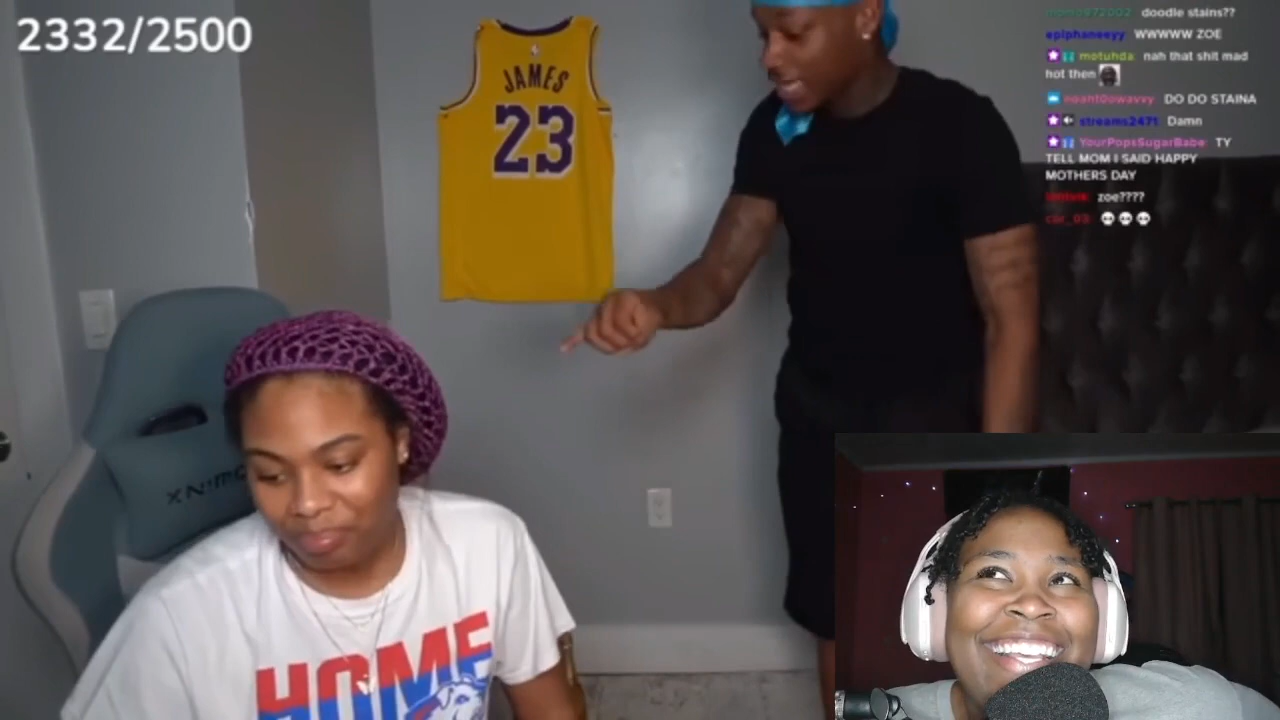 2332/2500
doodle stains??
epiphaneeyy WWWWW ZOE
motuhda nah that shit mad
hot then
noaht0owavvy DO DO STAINA
streams2471 Damn
YourPopsSugarBabe TY
TELL MOM I SAID HAPPY
MOTHERS DAY
zoe????
JAMES
23
HOME